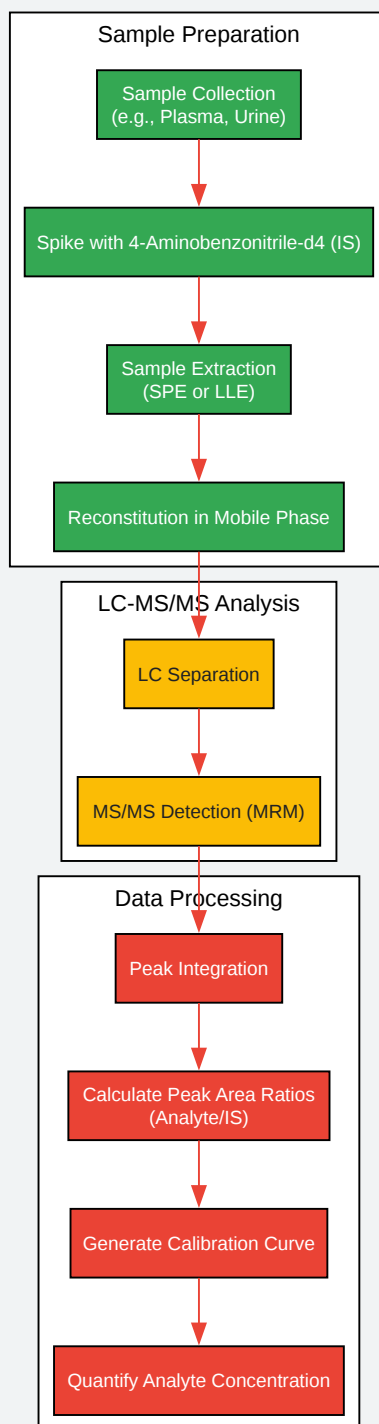 Sample Preparation
Sample Collection
(e.g., Plasma, Urine)
Spike with 4-Aminobenzonitrile-d4 (IS)
Sample Extraction
(SPE or LLE)
Reconstitution in Mobile Phase
LC-MS/MS Analysis
LC Separation
MS/MS Detection (MRM)
Data Processing
Peak Integration
Calculate Peak Area Ratios
(Analyte/IS)
Generate Calibration Curve
Quantify Analyte Concentration